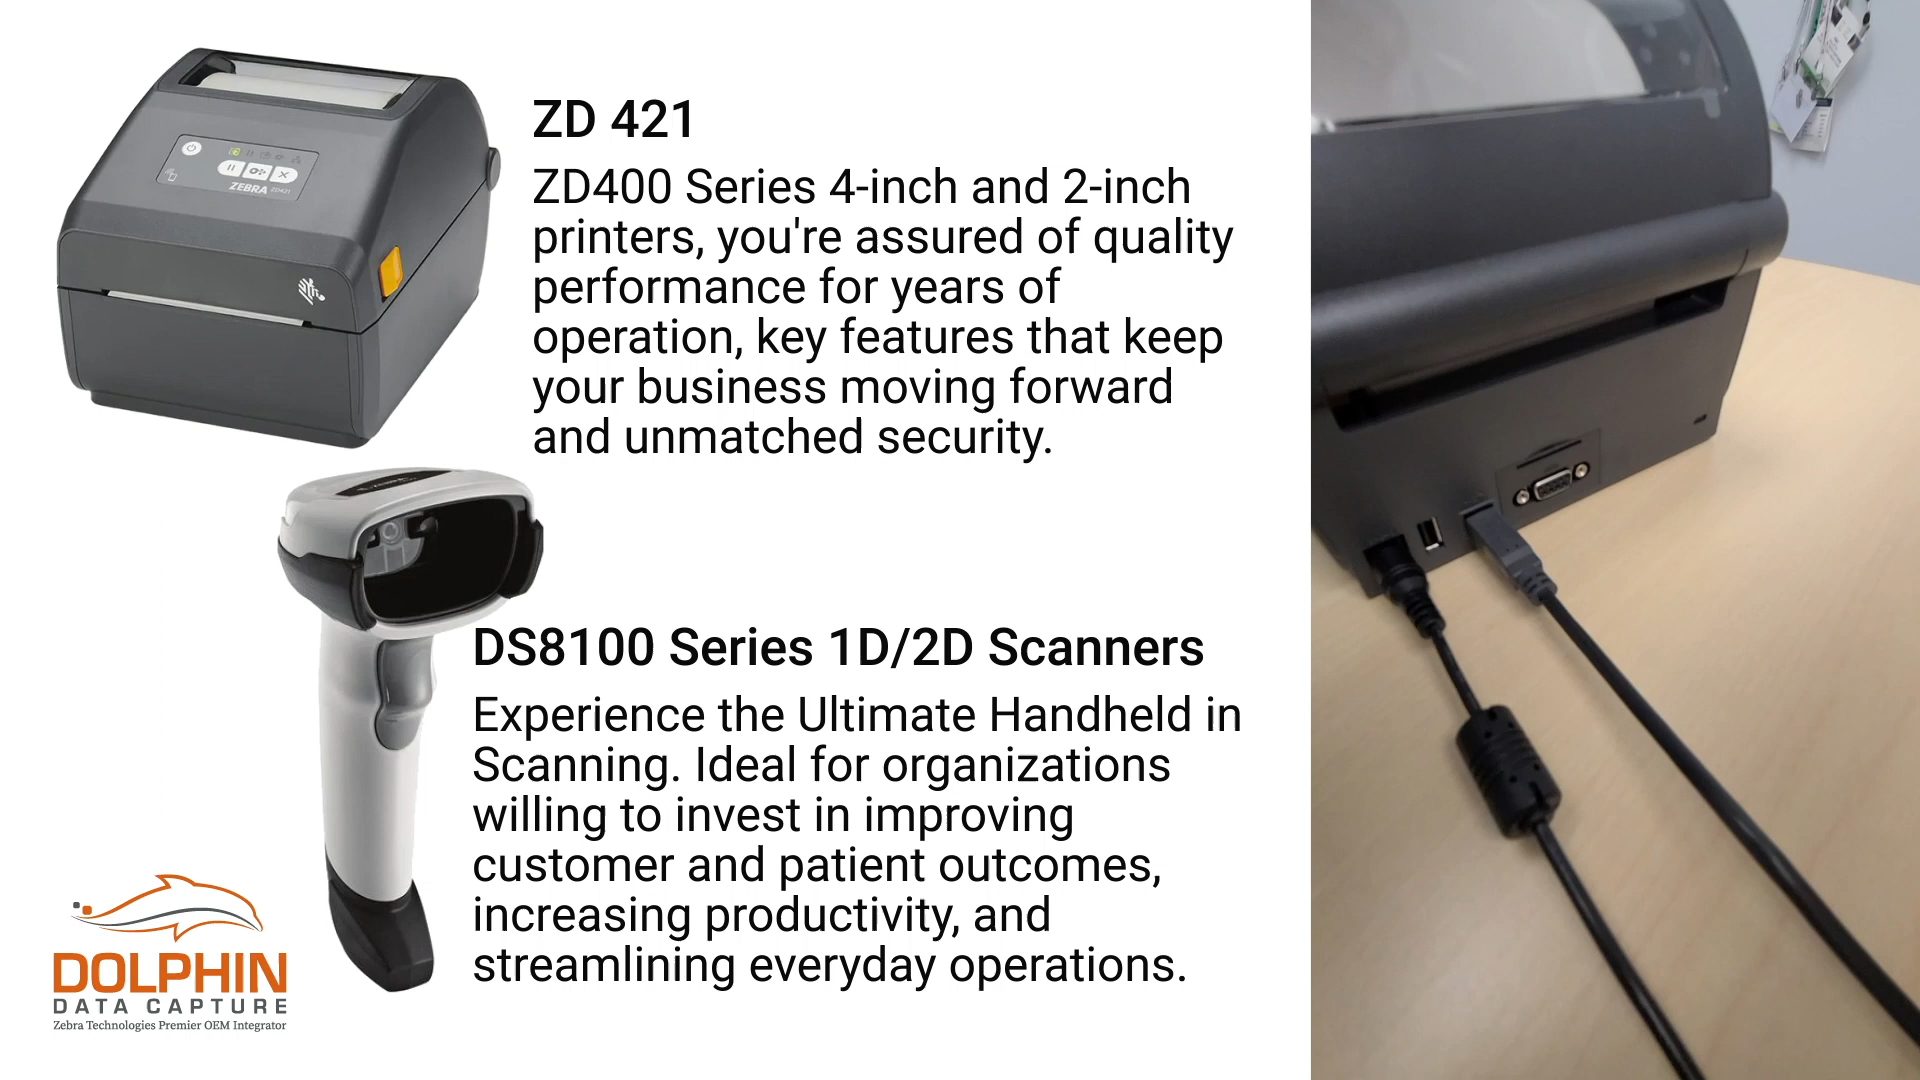 ZEBRA ZD421
ZD 421
ZD400 Series 4-inch and 2-inch
printers, you're assured of quality
performance for years of
operation, key features that keep
your business moving forward
and unmatched security.
DS8100 Series 1D/2D Scanners
Experience the Ultimate Handheld in
Scanning. Ideal for organizations
willing to invest in improving
customer and patient outcomes,
increasing productivity, and
streamlining everyday operations.
DOLPHIN
DATA CAPTURE
Zebra Technologies Premier OEM Integrator